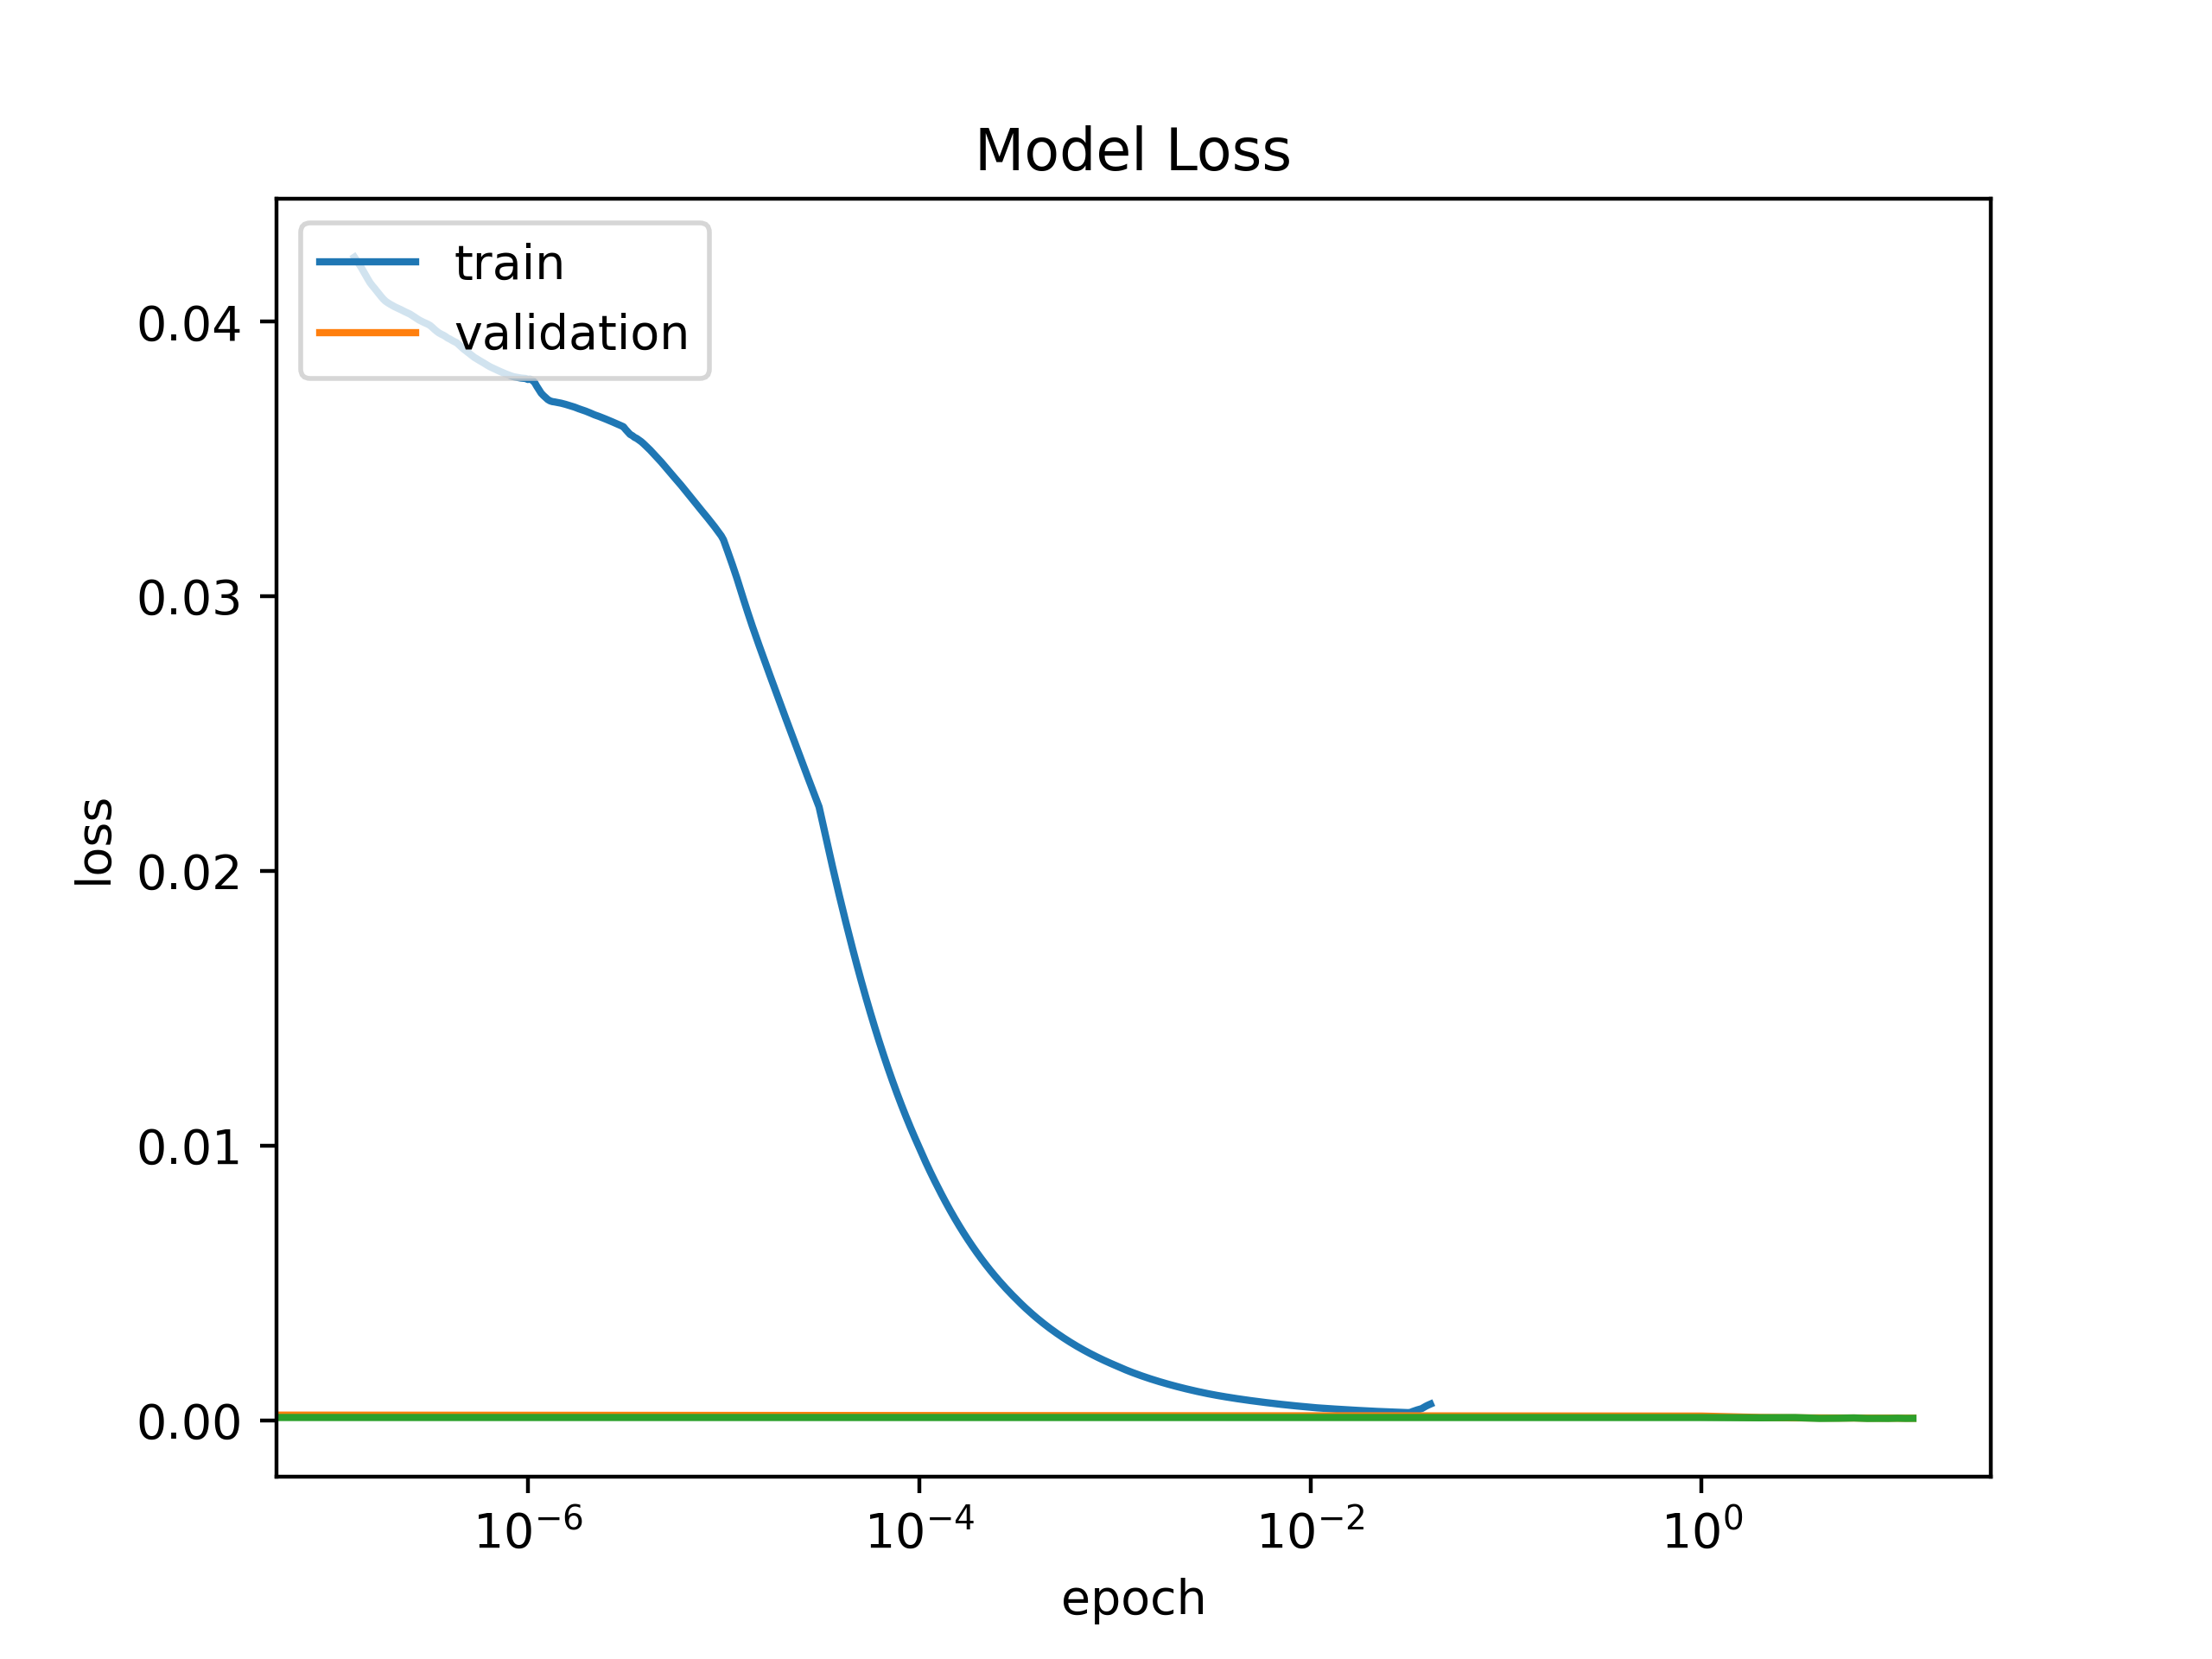 Model Loss
train
validation
0.04
0.03
0.02
0.01
0.00
loss
10⁻⁶ 10⁻⁴ 10⁻² 10⁰
epoch